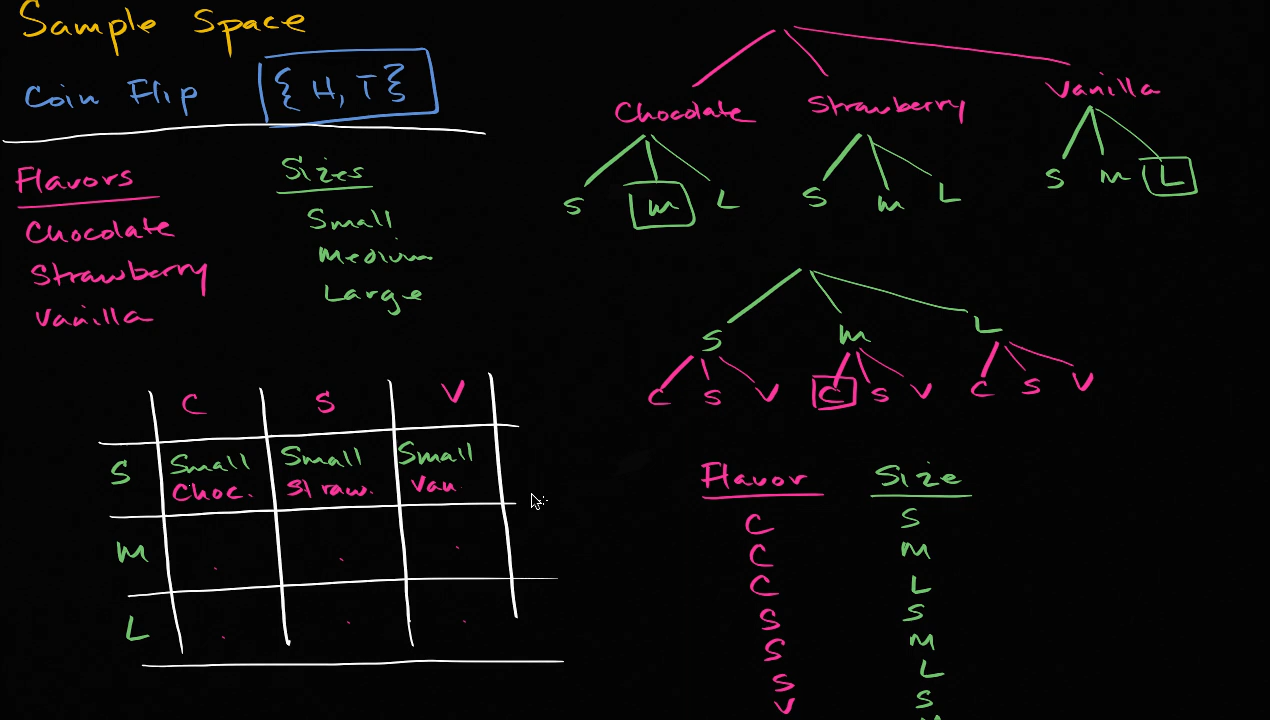 Sample Space
Coin Flip {H, T}
Flavors Sizes
Chocolate Small
Strawberry Medium
Vanilla Large
C S V
S Small Choc. Small Straw. Small Van
M
L
Chocolate Strawberry Vanilla
S M L S M L S M L
S M L
C S V C S V C S V
Flavor Size
C S
C M
C L
S S
S M
S L
V S